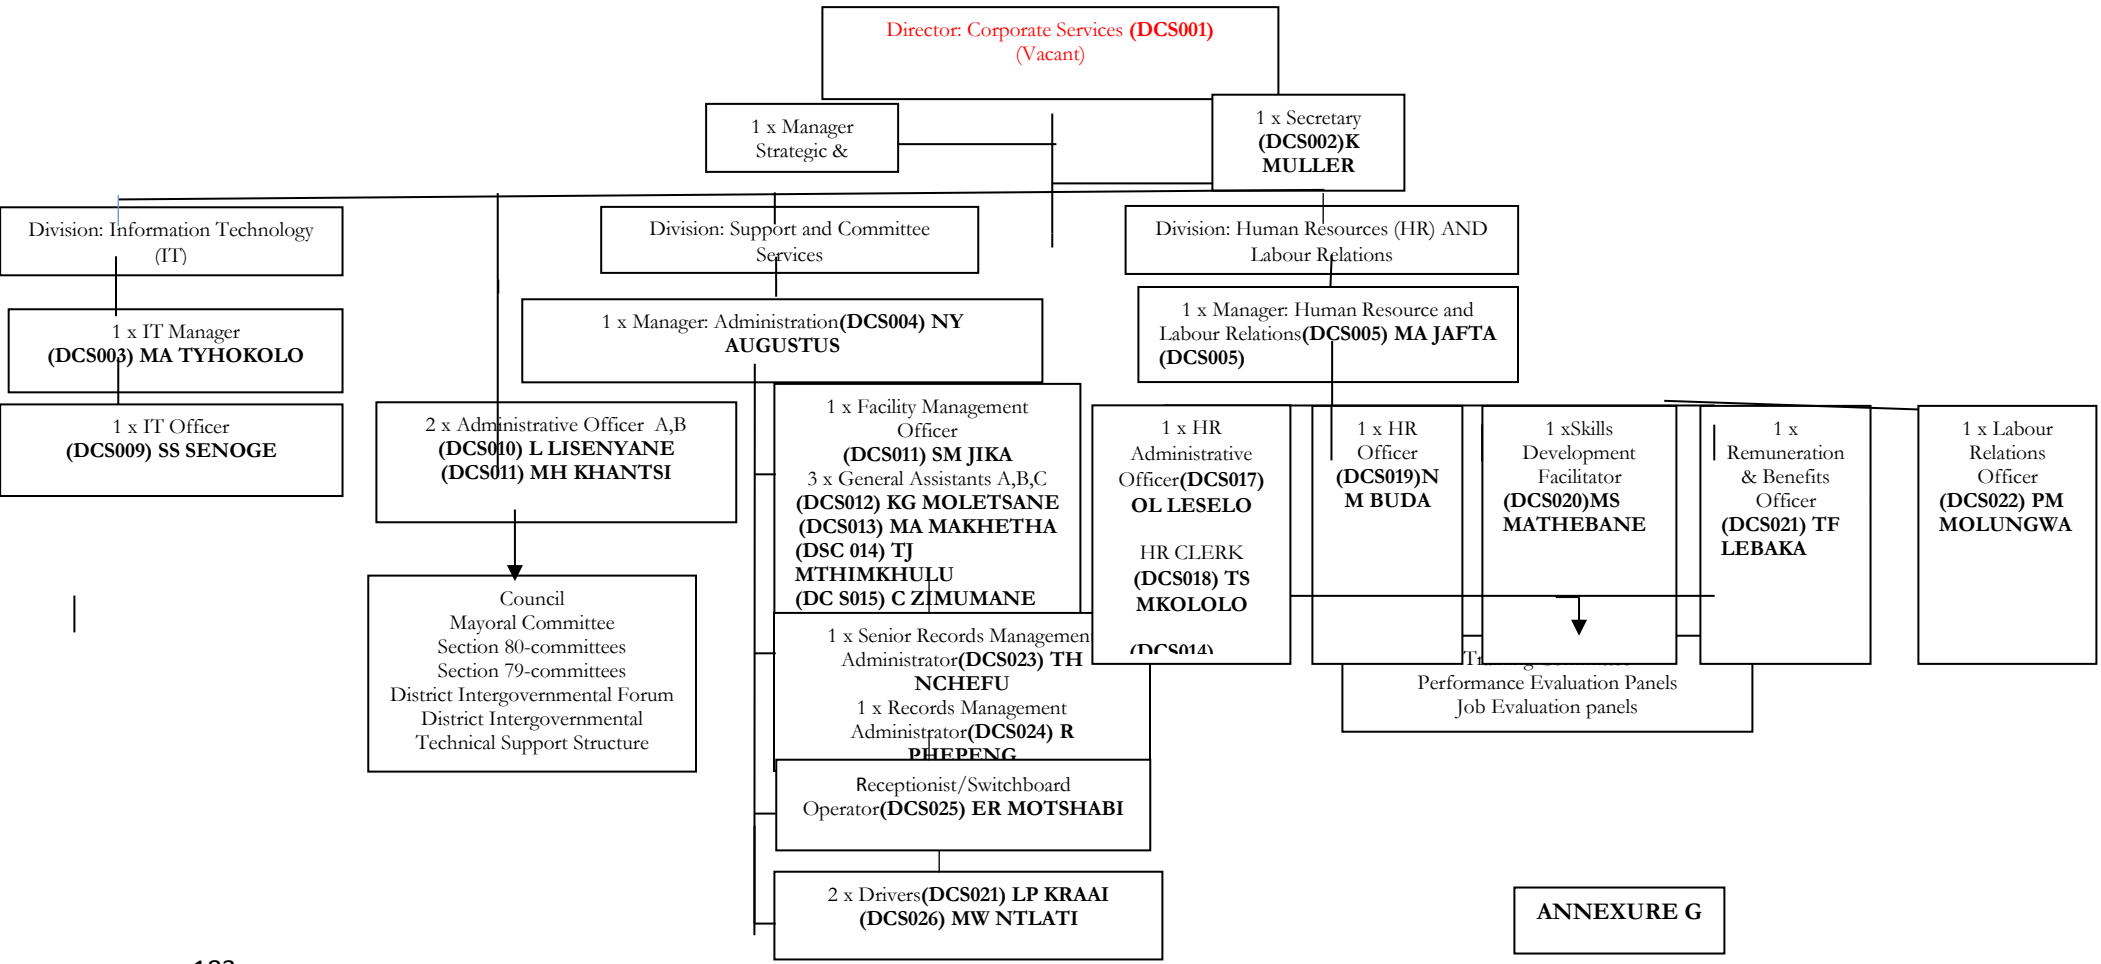 Director: Corporate Services (DCS001)
(Vacant)
1 x Manager
Strategic &
1 x Secretary
(DCS002)K
MULLER
Division: Information Technology
(IT)
Division: Support and Committee
Services
Division: Human Resources (HR) AND
Labour Relations
1 x IT Manager
(DCS003) MA TYHOKOLO
1 x Manager: Administration(DCS004) NY
AUGUSTUS
1 x Manager: Human Resource and
Labour Relations(DCS005) MA JAFTA
(DCS005)
1 x IT Officer
(DCS009) SS SENOGE
2 x Administrative Officer A,B
(DCS010) L LISENYANE
(DCS011) MH KHANTSI
Council
Mayoral Committee
Section 80-committees
Section 79-committees
District Intergovernmental Forum
District Intergovernmental
Technical Support Structure
1 x Facility Management
Officer
(DCS011) SM JIKA
3 x General Assistants A,B,C
(DCS012) KG MOLETSANE
(DCS013) MA MAKHETHA
(DSC 014) TJ
MTHIMKHULU
(DC S015) C ZIMUMANE
1 x Senior Records Management
Administrator(DCS023) TH
NCHEFU
1 x Records Management
Administrator(DCS024) R
PHEPENG
Receptionist/Switchboard
Operator(DCS025) ER MOTSHABI
2 x Drivers(DCS021) LP KRAAI
(DCS026) MW NTLATI
1 x HR
Administrative
Officer(DCS017)
OL LESELO
HR CLERK
(DCS018) TS
MKOLOLO
(DCS014)
1 x HR
Officer
(DCS019)N
M BUDA
1 xSkills
Development
Facilitator
(DCS020)MS
MATHEBANE
1 x
Remuneration
& Benefits
Officer
(DCS021) TF
LEBAKA
1 x Labour
Relations
Officer
(DCS022) PM
MOLUNGWA
Performance Evaluation Panels
Job Evaluation panels
ANNEXURE G